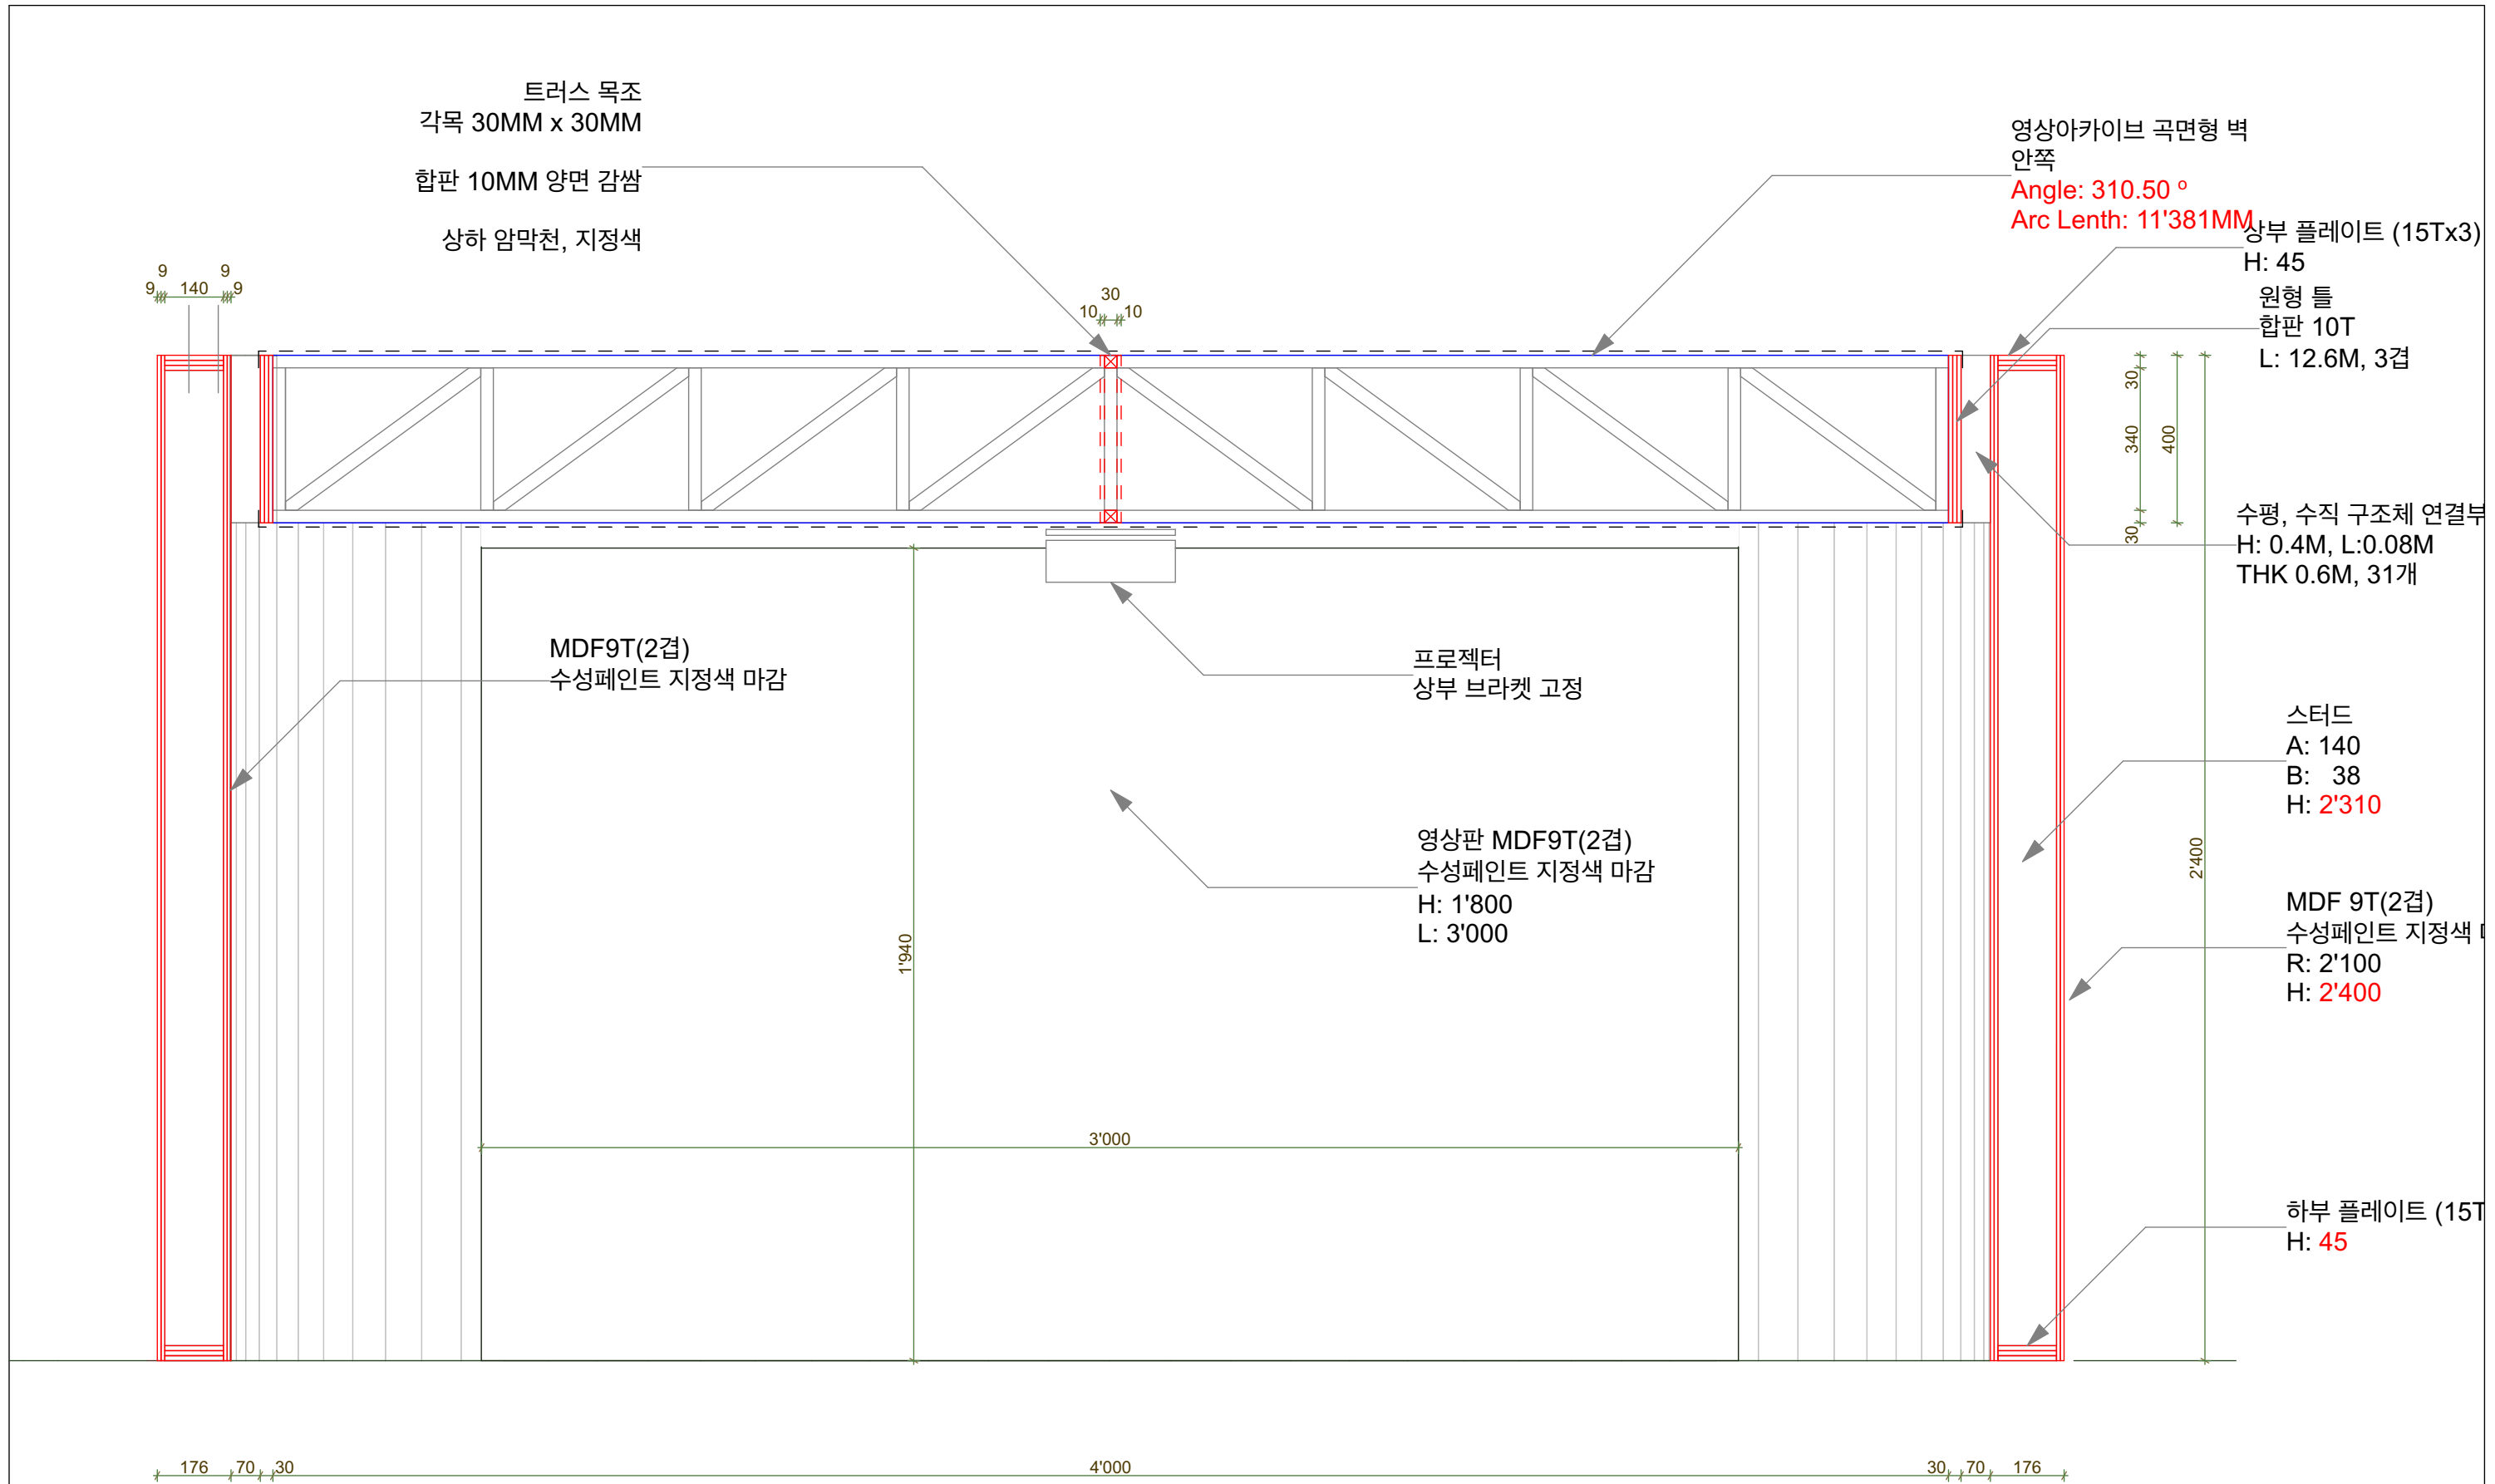 트러스 목조
각목 30MM x 30MM
합판 10MM 양면 감쌈
상하 암막천, 지정색
영상아카이브 곡면형 벽
안쪽
Angle: 310.50 º
Arc Lenth: 11'381MM
상부 플레이트 (15Tx3)
H: 45
원형 틀
합판 10T
L: 12.6M, 3겹
9 9
9 140 9
30
10 10
30
340
400
30
수평, 수직 구조체 연결부
H: 0.4M, L:0.08M
THK 0.6M, 31개
MDF9T(2겹)
수성페인트 지정색 마감
프로젝터
상부 브라켓 고정
스터드
A: 140
B: 38
H: 2'310
영상판 MDF9T(2겹)
수성페인트 지정색 마감
H: 1'800
L: 3'000
2'400
MDF 9T(2겹)
수성페인트 지정색
R: 2'100
H: 2'400
1'940
3'000
하부 플레이트 (15T
H: 45
176 70 30 4'000 30 70 176